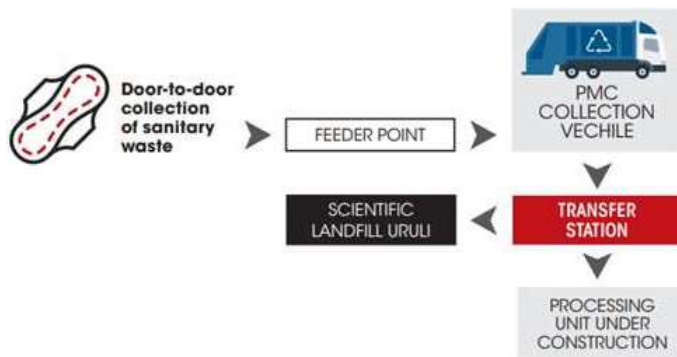 Door-to-door
collection
of sanitary
waste
FEEDER POINT
PMC
COLLECTION
VECHILE
SCIENTIFIC
LANDFILL URULI
TRANSFER
STATION
PROCESSING
UNIT UNDER
CONSTRUCTION